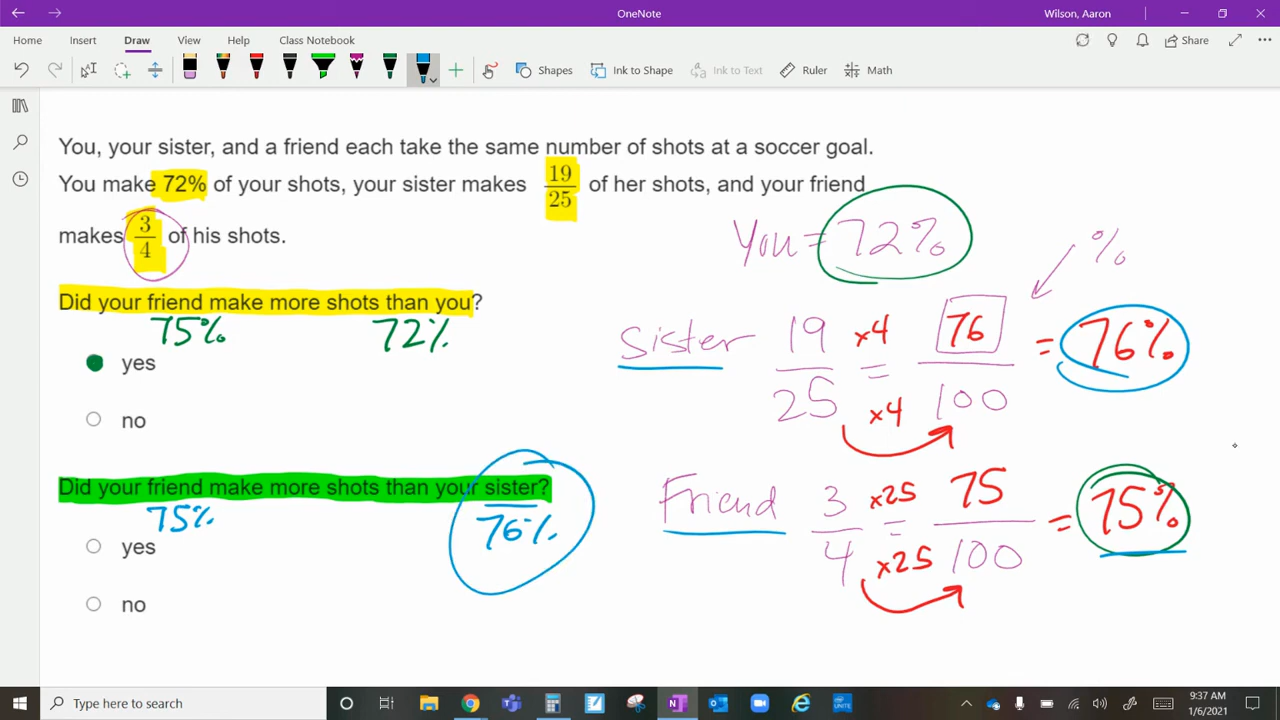 OneNote
Wilson, Aaron
Home Insert Draw View Help Class Notebook
Share
Shapes Ink to Shape Ink to Text Ruler Math
You, your sister, and a friend each take the same number of shots at a soccer goal.
You make 72% of your shots, your sister makes 19/25 of her shots, and your friend
makes 3/4 of his shots.
You = 72%
%
Did your friend make more shots than you?
75% 72%
yes
no
Sister 19/25 ×4 ×4 = 76/100 = 76%
Did your friend make more shots than your sister?
75% 76%
yes
no
Friend 3/4 ×25 ×25 = 75/100 = 75%
Type here to search
9:37 AM
1/6/2021